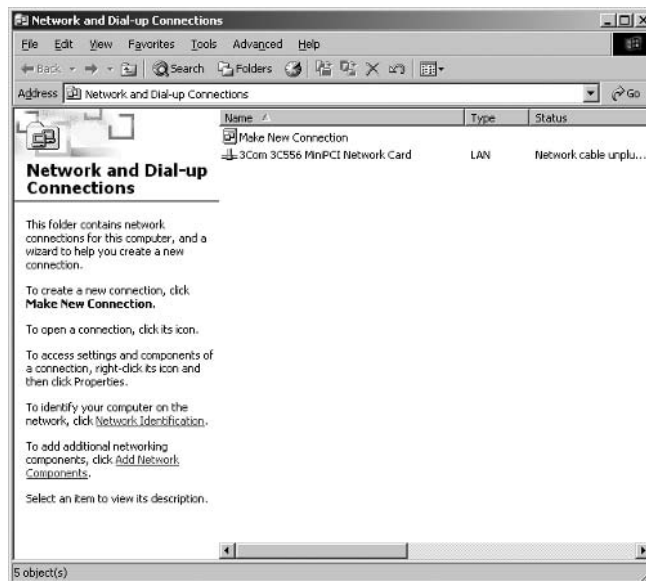 Network and Dial-up Connections
File Edit View Favorites Tools Advanced Help
Back Search Folders
Address Network and Dial-up Connections Go
Name Type Status
Make New Connection
3Com 3C556 MiniPCI Network Card LAN Network cable unplu...
Network and Dial-up
Connections
This folder contains network
connections for this computer, and a
wizard to help you create a new
connection.
To create a new connection, click
Make New Connection.
To open a connection, click its icon.
To access settings and components of
a connection, right-click its icon and
then click Properties.
To identify your computer on the
network, click Network Identification.
To add additional networking
components, click Add Network
Components.
Select an item to view its description.
5 object(s)